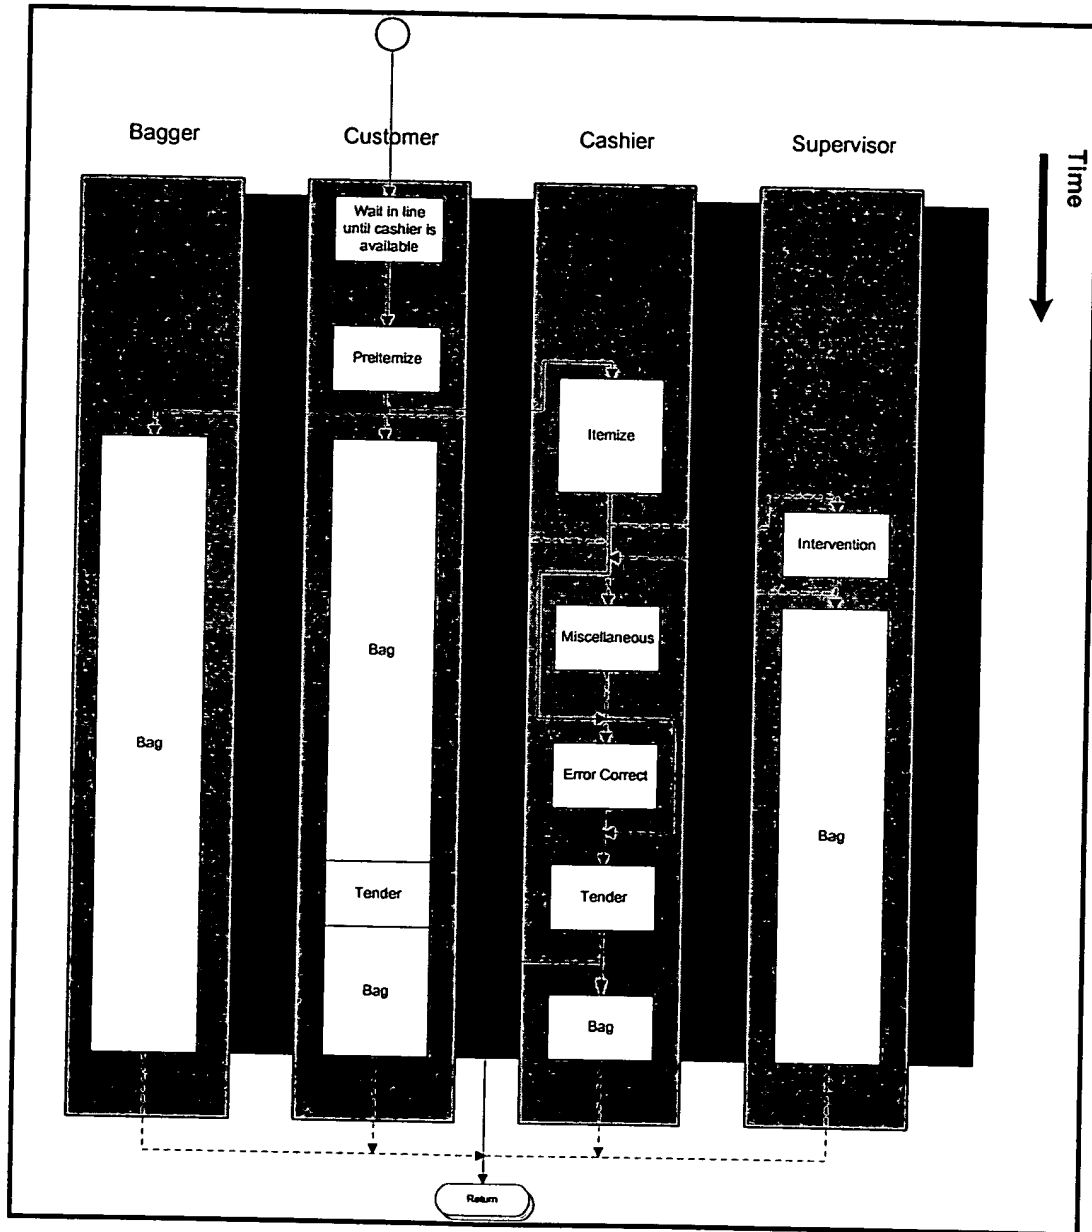 Bagger
Customer
Cashier
Supervisor
Time
Wait in line
until cashier is
available
Preitemize
Itemize
Intervention
Miscellaneous
Bag
Bag
Error Correct
Bag
Tender
Tender
Bag
Bag
Return